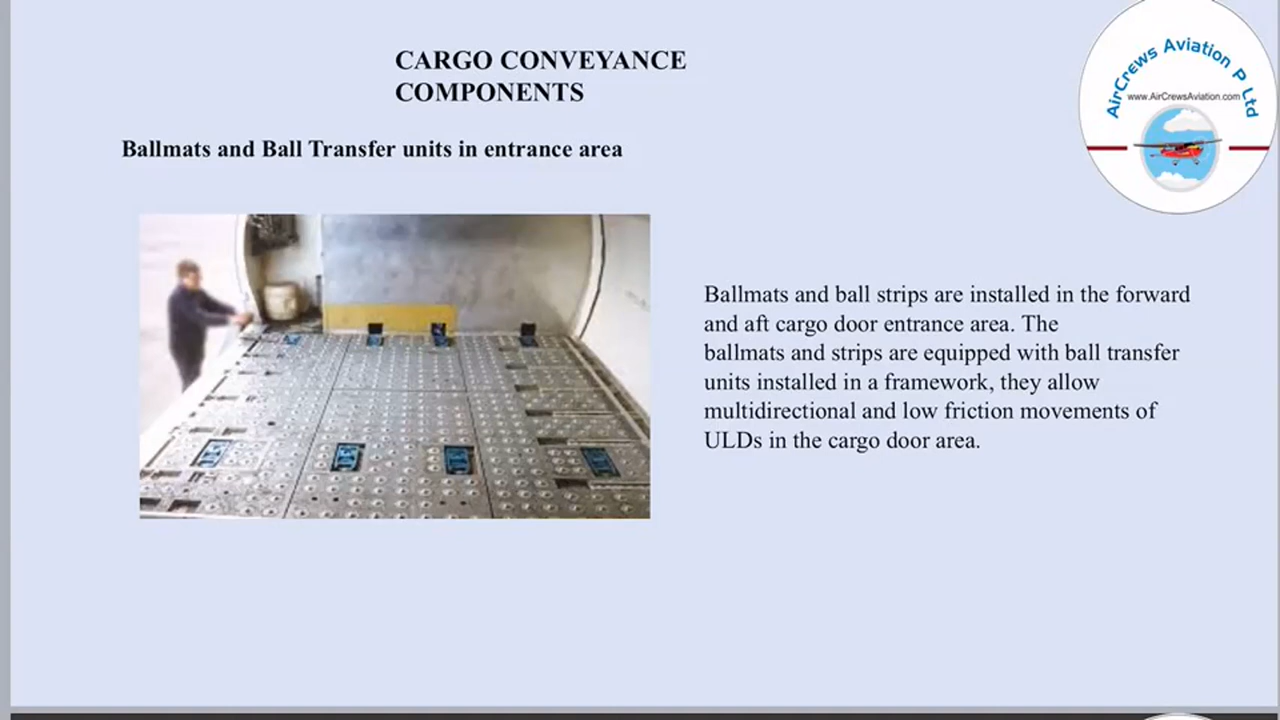 CARGO CONVEYANCE
COMPONENTS
AirCrews Aviation P Ltd
www.AirCrewsAviation.com
Ballmats and Ball Transfer units in entrance area
Ballmats and ball strips are installed in the forward
and aft cargo door entrance area. The
ballmats and strips are equipped with ball transfer
units installed in a framework, they allow
multidirectional and low friction movements of
ULDs in the cargo door area.